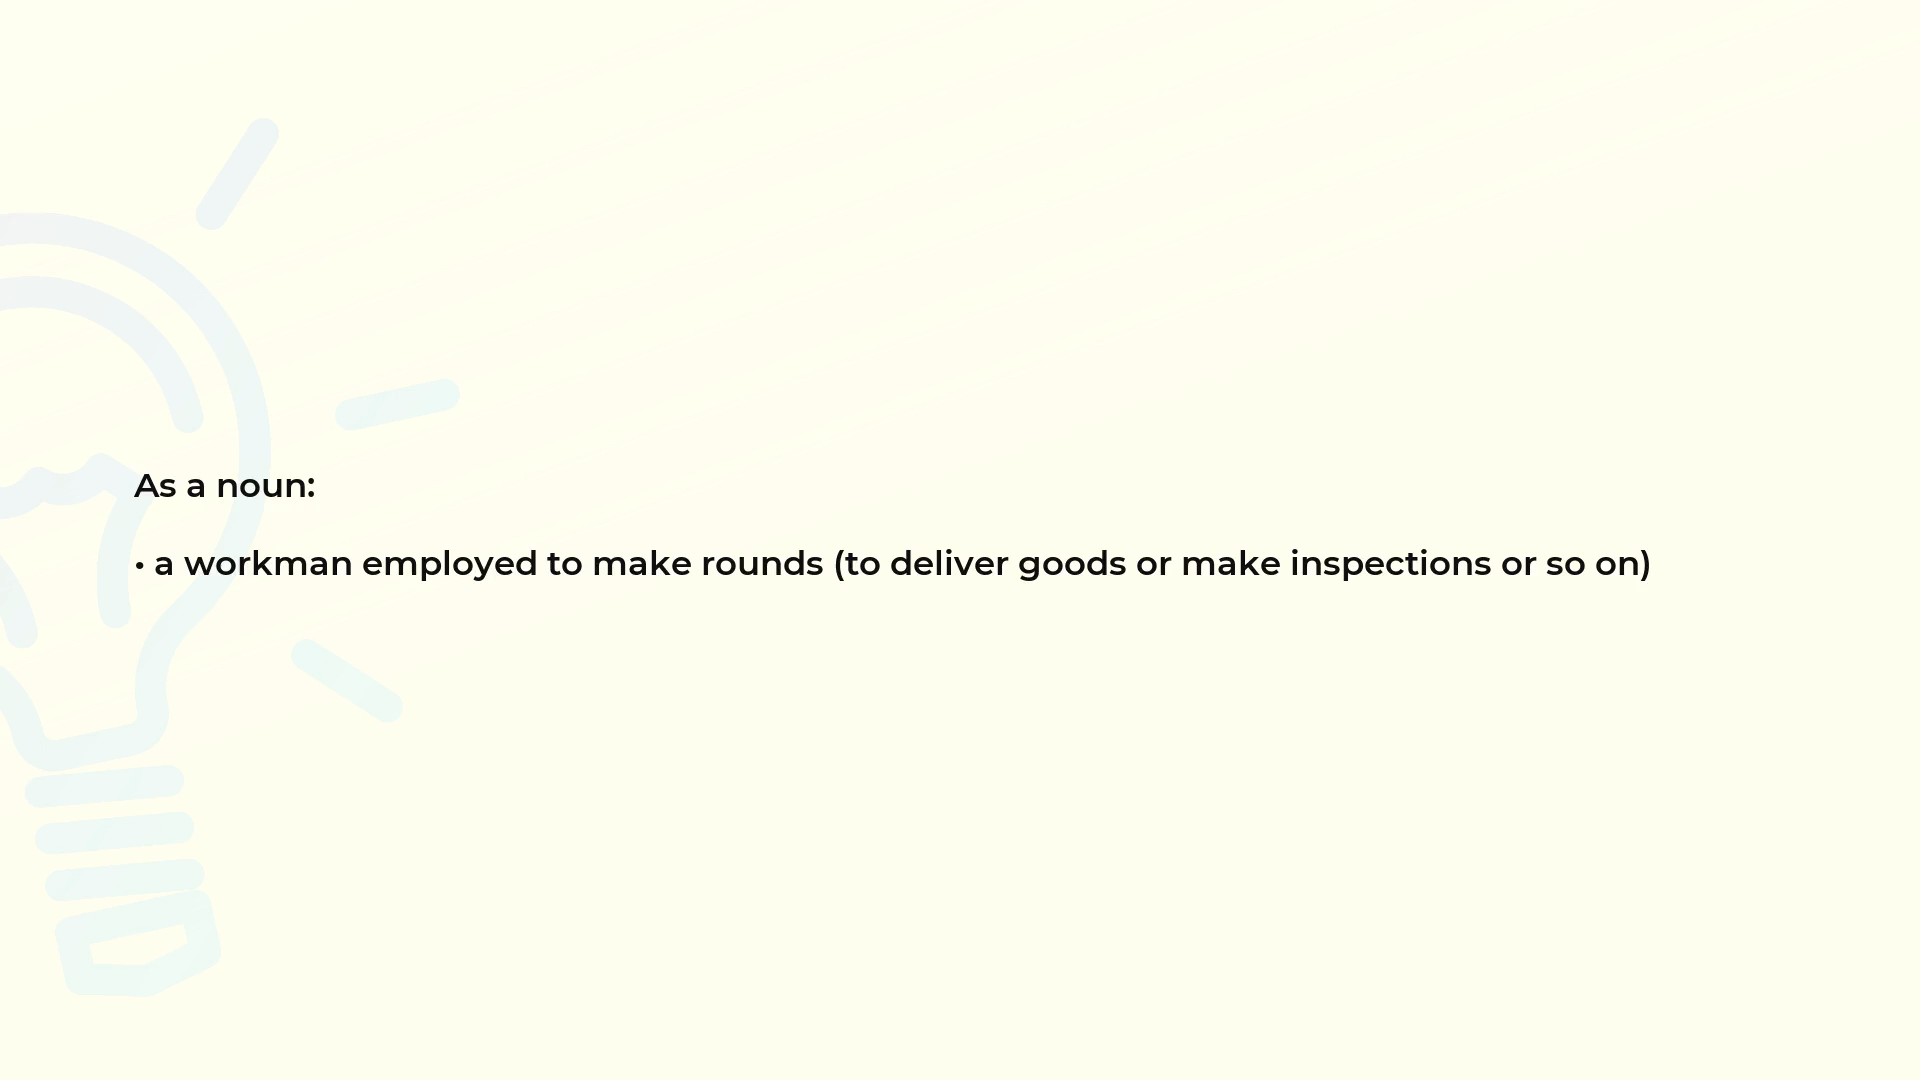 As a noun:
• a workman employed to make rounds (to deliver goods or make inspections or so on)